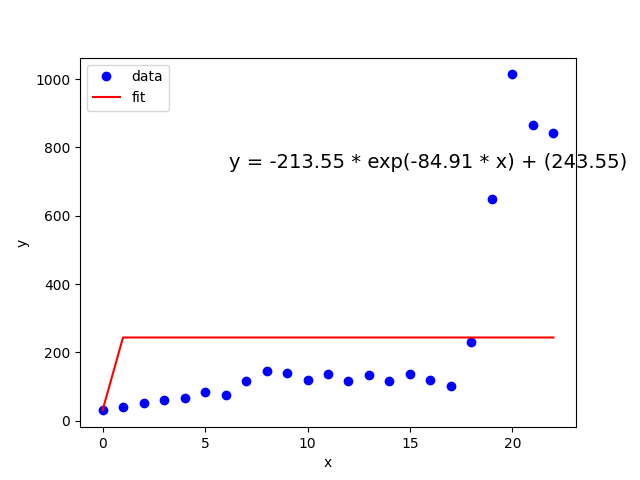 data
fit
y = -213.55 * exp(-84.91 * x) + (243.55)
1000
800
600
400
200
0
y
0
5
10
15
20
x